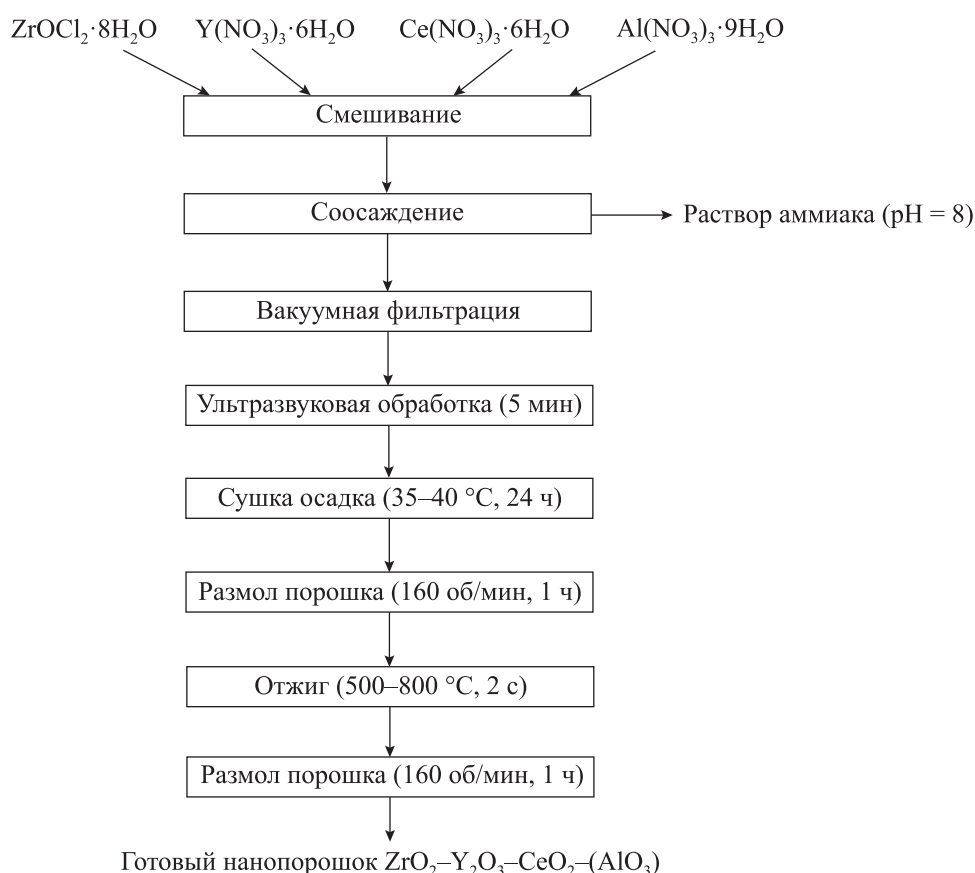 ZrOCl₂·8H₂O Y(NO₃)₃·6H₂O Ce(NO₃)₃·6H₂O Al(NO₃)₃·9H₂O
Смешивание
Соосаждение
Раствор аммиака (pH = 8)
Вакуумная фильтрация
Ультразвуковая обработка (5 мин)
Сушка осадка (35–40 °C, 24 ч)
Размол порошка (160 об/мин, 1 ч)
Отжиг (500–800 °C, 2 с)
Размол порошка (160 об/мин, 1 ч)
Готовый нанопорошок ZrO₂–Y₂O₃–CeO₂–(AlO₃)